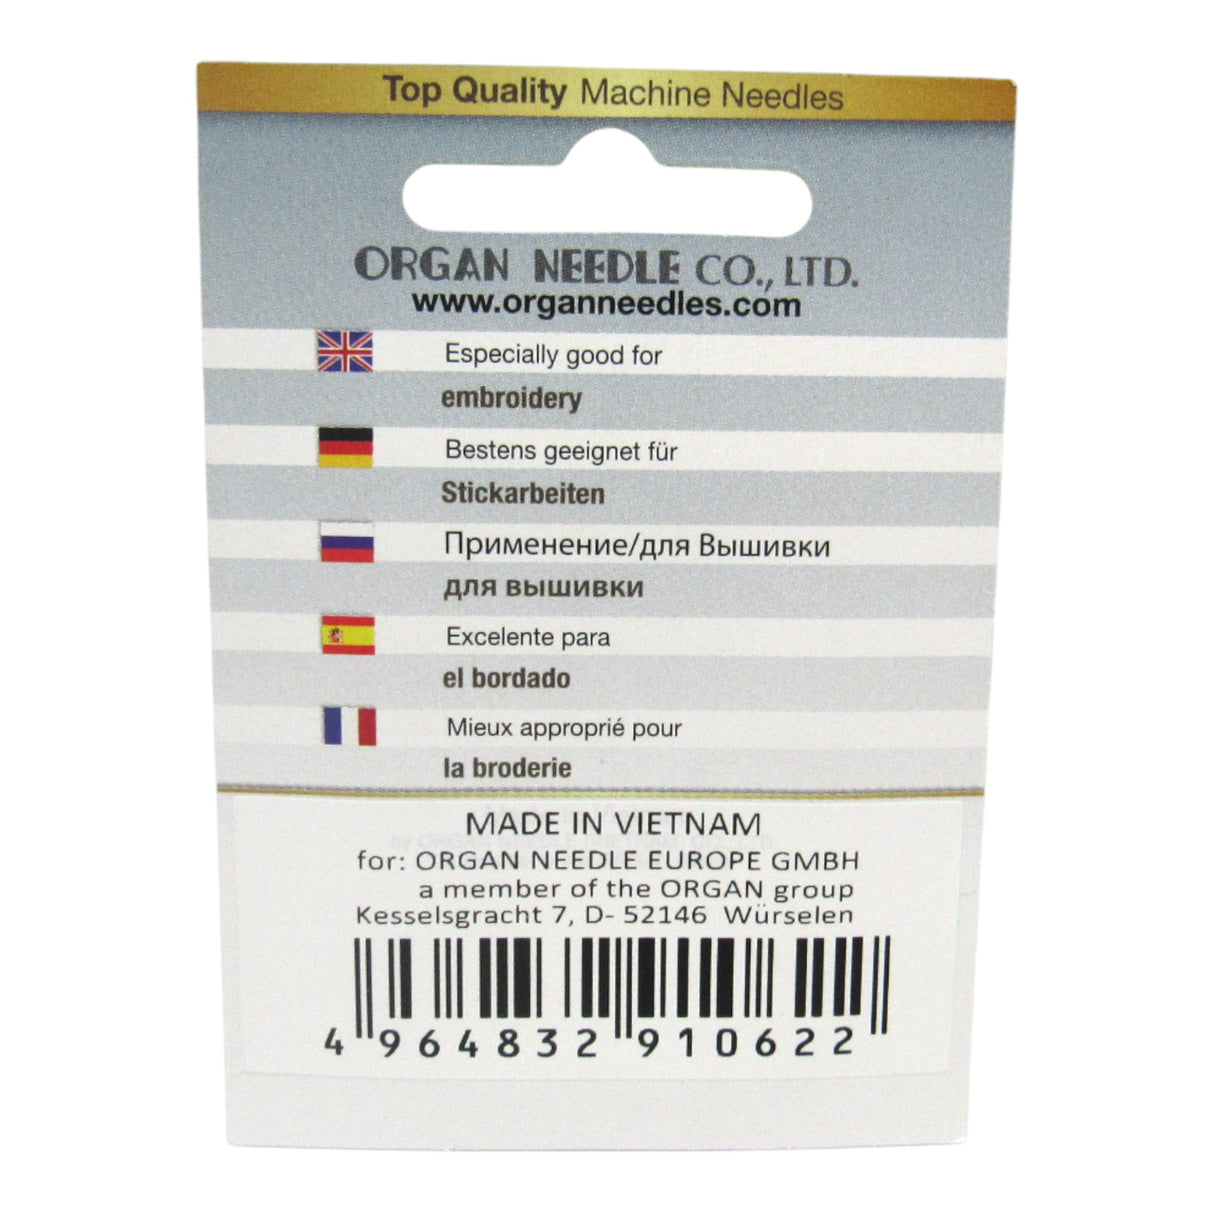 Top Quality Machine Needles
ORGAN NEEDLE CO., LTD.
www.organneedles.com
Especially good for
embroidery
Bestens geeignet für
Stickarbeiten
Применение/для Вышивки
для вышивки
Excelente para
el bordado
Mieux approprié pour
la broderie
MADE IN VIETNAM
for: ORGAN NEEDLE EUROPE GMBH
a member of the ORGAN group
Kesselsgracht 7, D- 52146 Würselen
4 964832 910622